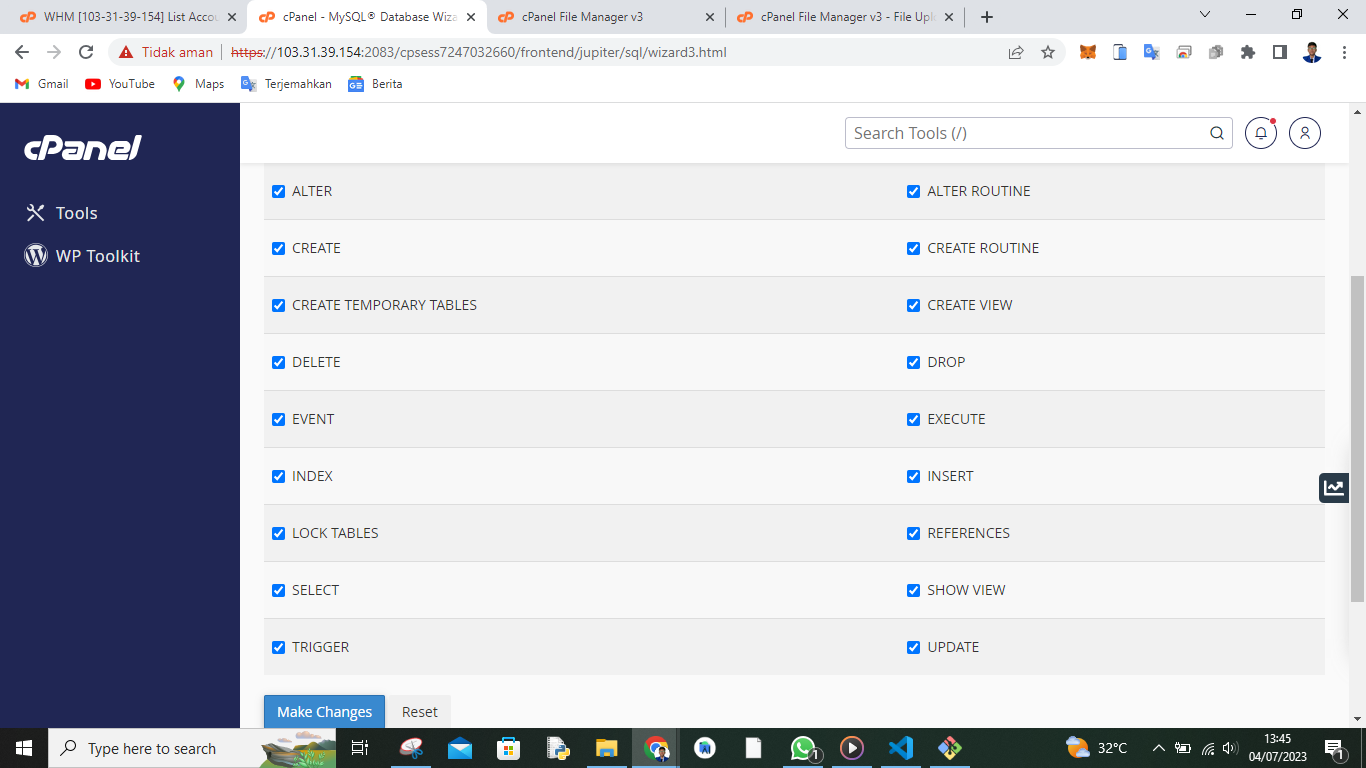 WHM [103-31-39-154] List Accou
cPanel - MySQL® Database Wiza
cPanel File Manager v3
cPanel File Manager v3 - File Upl
Tidak aman
https://103.31.39.154:2083/cpsess7247032660/frontend/jupiter/sql/wizard3.html
Gmail
YouTube
Maps
Terjemahkan
Berita
cPanel
Search Tools (/)
Tools
WP Toolkit
ALTER
ALTER ROUTINE
CREATE
CREATE ROUTINE
CREATE TEMPORARY TABLES
CREATE VIEW
DELETE
DROP
EVENT
EXECUTE
INDEX
INSERT
LOCK TABLES
REFERENCES
SELECT
SHOW VIEW
TRIGGER
UPDATE
Make Changes
Reset
Type here to search
1
32°C
13:45
04/07/2023
1